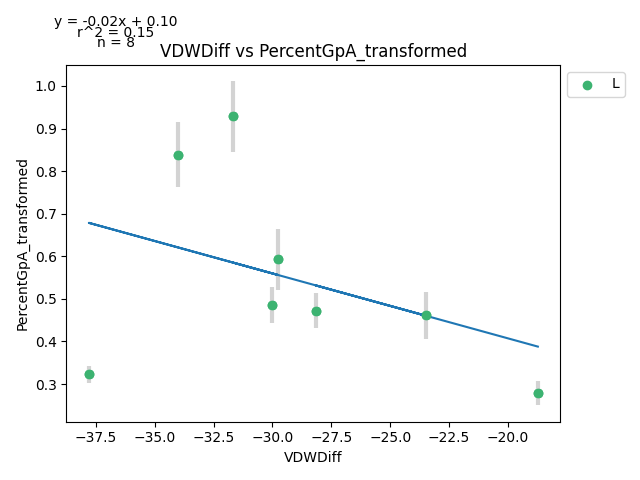 y = -0.02x + 0.10
r^2 = 0.15
n = 8
VDWDiff vs PercentGpA_transformed
L
PercentGpA_transformed
1.0
0.9
0.8
0.7
0.6
0.5
0.4
0.3
−37.5 −35.0 −32.5 −30.0 −27.5 −25.0 −22.5 −20.0
VDWDiff